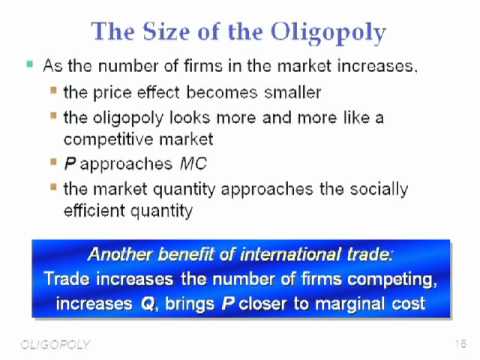 The Size of the Oligopoly
As the number of firms in the market increases,
the price effect becomes smaller
the oligopoly looks more and more like a
competitive market
P approaches MC
the market quantity approaches the socially
efficient quantity
Another benefit of international trade:
Trade increases the number of firms competing,
increases Q, brings P closer to marginal cost
OLIGOPOLY
16